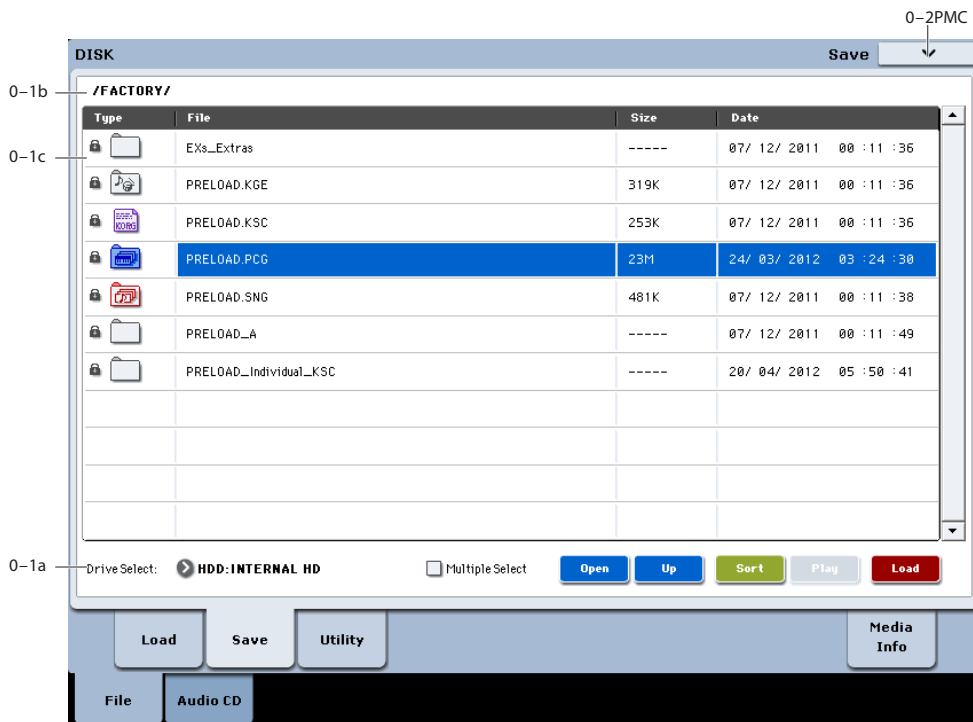 0-2PMC
DISK Save
0-1b /FACTORY/
Type File Size Date
0-1c EXs_Extras ----- 07/ 12/ 2011 00 :11 :36
PRELOAD.KGE 319K 07/ 12/ 2011 00 :11 :36
KORG PRELOAD.KSC 253K 07/ 12/ 2011 00 :11 :36
PRELOAD.PCG 23M 24/ 03/ 2012 03 :24 :30
PRELOAD.SNG 481K 07/ 12/ 2011 00 :11 :38
PRELOAD_A ----- 07/ 12/ 2011 00 :11 :49
PRELOAD_Individual_KSC ----- 20/ 04/ 2012 05 :50 :41
0-1a Drive Select: HDD:INTERNAL HD Multiple Select Open Up Sort Play Load
Load Save Utility Media Info
File Audio CD